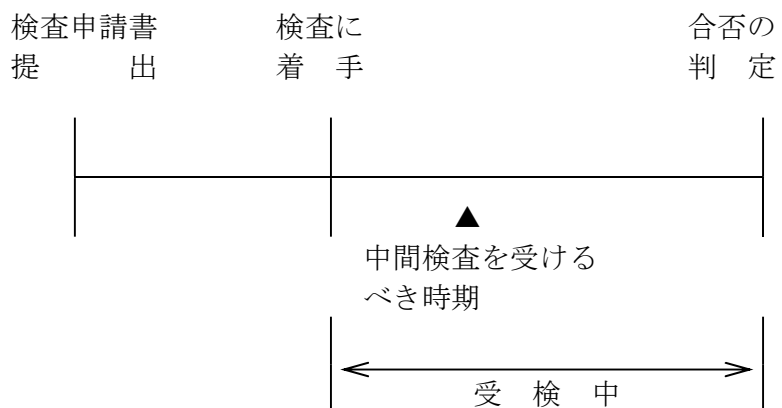 検査申請書
提　　出
検査に
着　手
合否の
判　定
▲
中間検査を受ける
べき時期
受　検　中